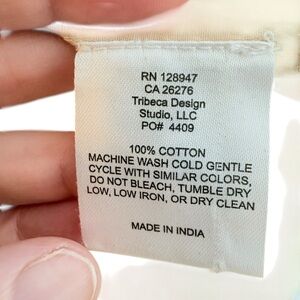 RN 128947
CA 26276
Tribeca Design
Studio, LLC
PO# 4409
100% COTTON
MACHINE WASH COLD GENTLE
CYCLE WITH SIMILAR COLORS,
DO NOT BLEACH, TUMBLE DRY
LOW, LOW IRON, OR DRY CLEAN
MADE IN INDIA